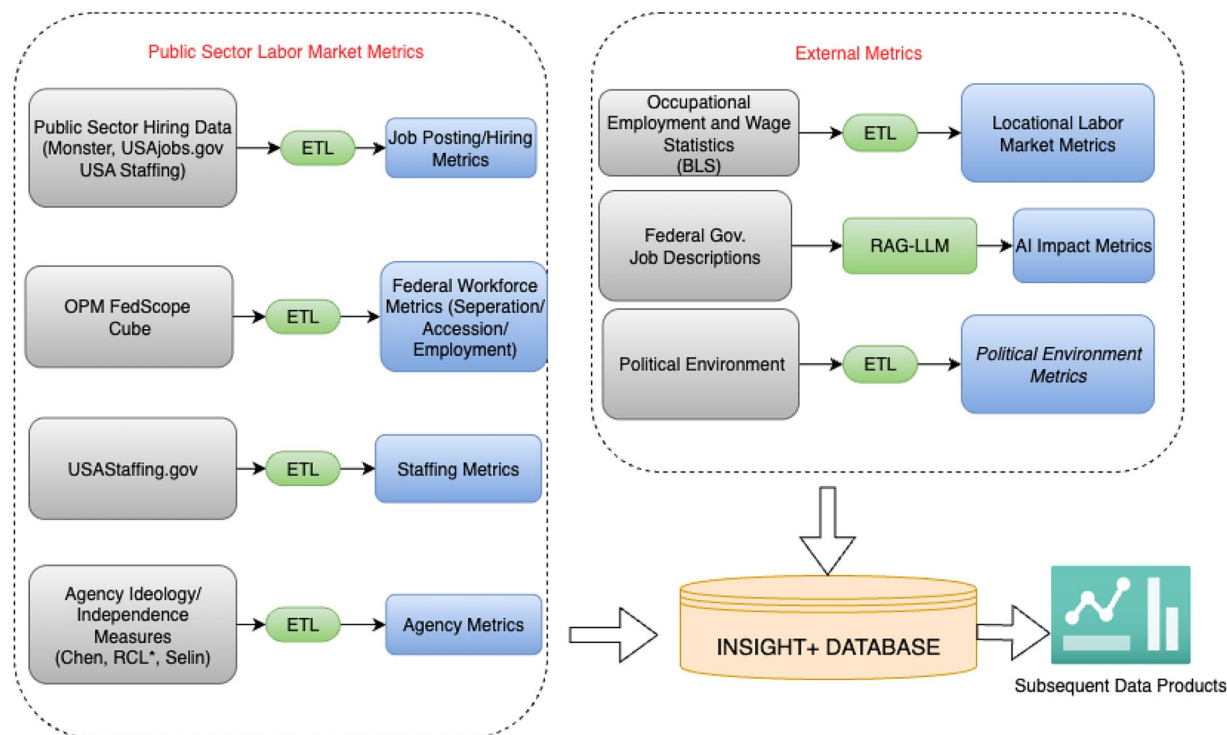 Public Sector Labor Market Metrics
Public Sector Hiring Data
(Monster, USAjobs.gov
USA Staffing)
ETL
Job Posting/Hiring
Metrics
OPM FedScope
Cube
ETL
Federal Workforce
Metrics (Seperation/
Accession/
Employment)
USAStaffing.gov
ETL
Staffing Metrics
Agency Ideology/
Independence
Measures
(Chen, RCL*, Selin)
ETL
Agency Metrics
External Metrics
Occupational
Employment and Wage
Statistics
(BLS)
ETL
Locational Labor
Market Metrics
Federal Gov.
Job Descriptions
RAG-LLM
AI Impact Metrics
Political Environment
ETL
Political Environment
Metrics
INSIGHT+ DATABASE
Subsequent Data Products